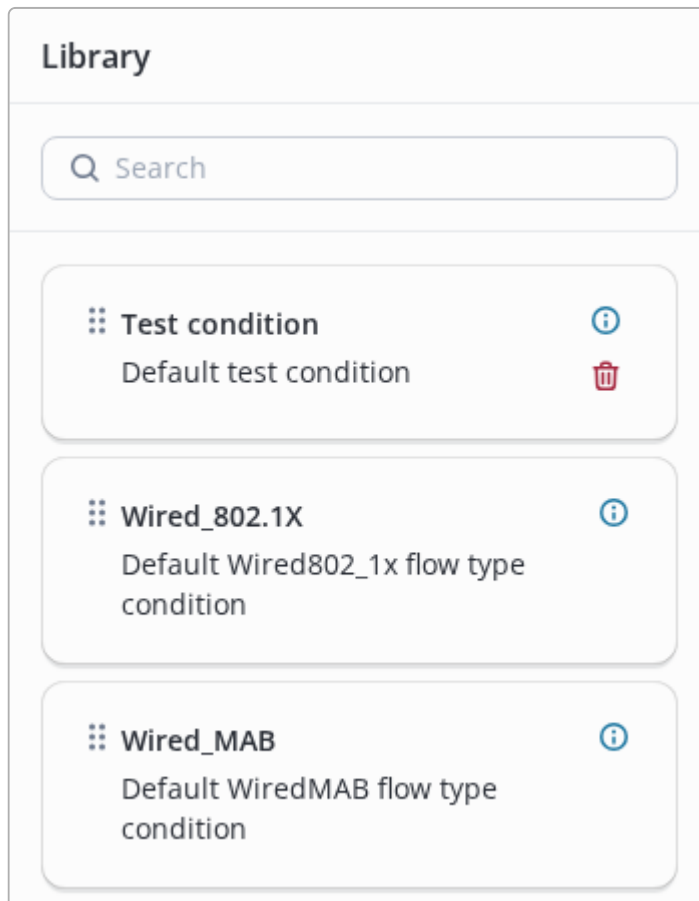 Library
Search
Test condition
Default test condition
Wired_802.1X
Default Wired802_1x flow type
condition
Wired_MAB
Default WiredMAB flow type
condition